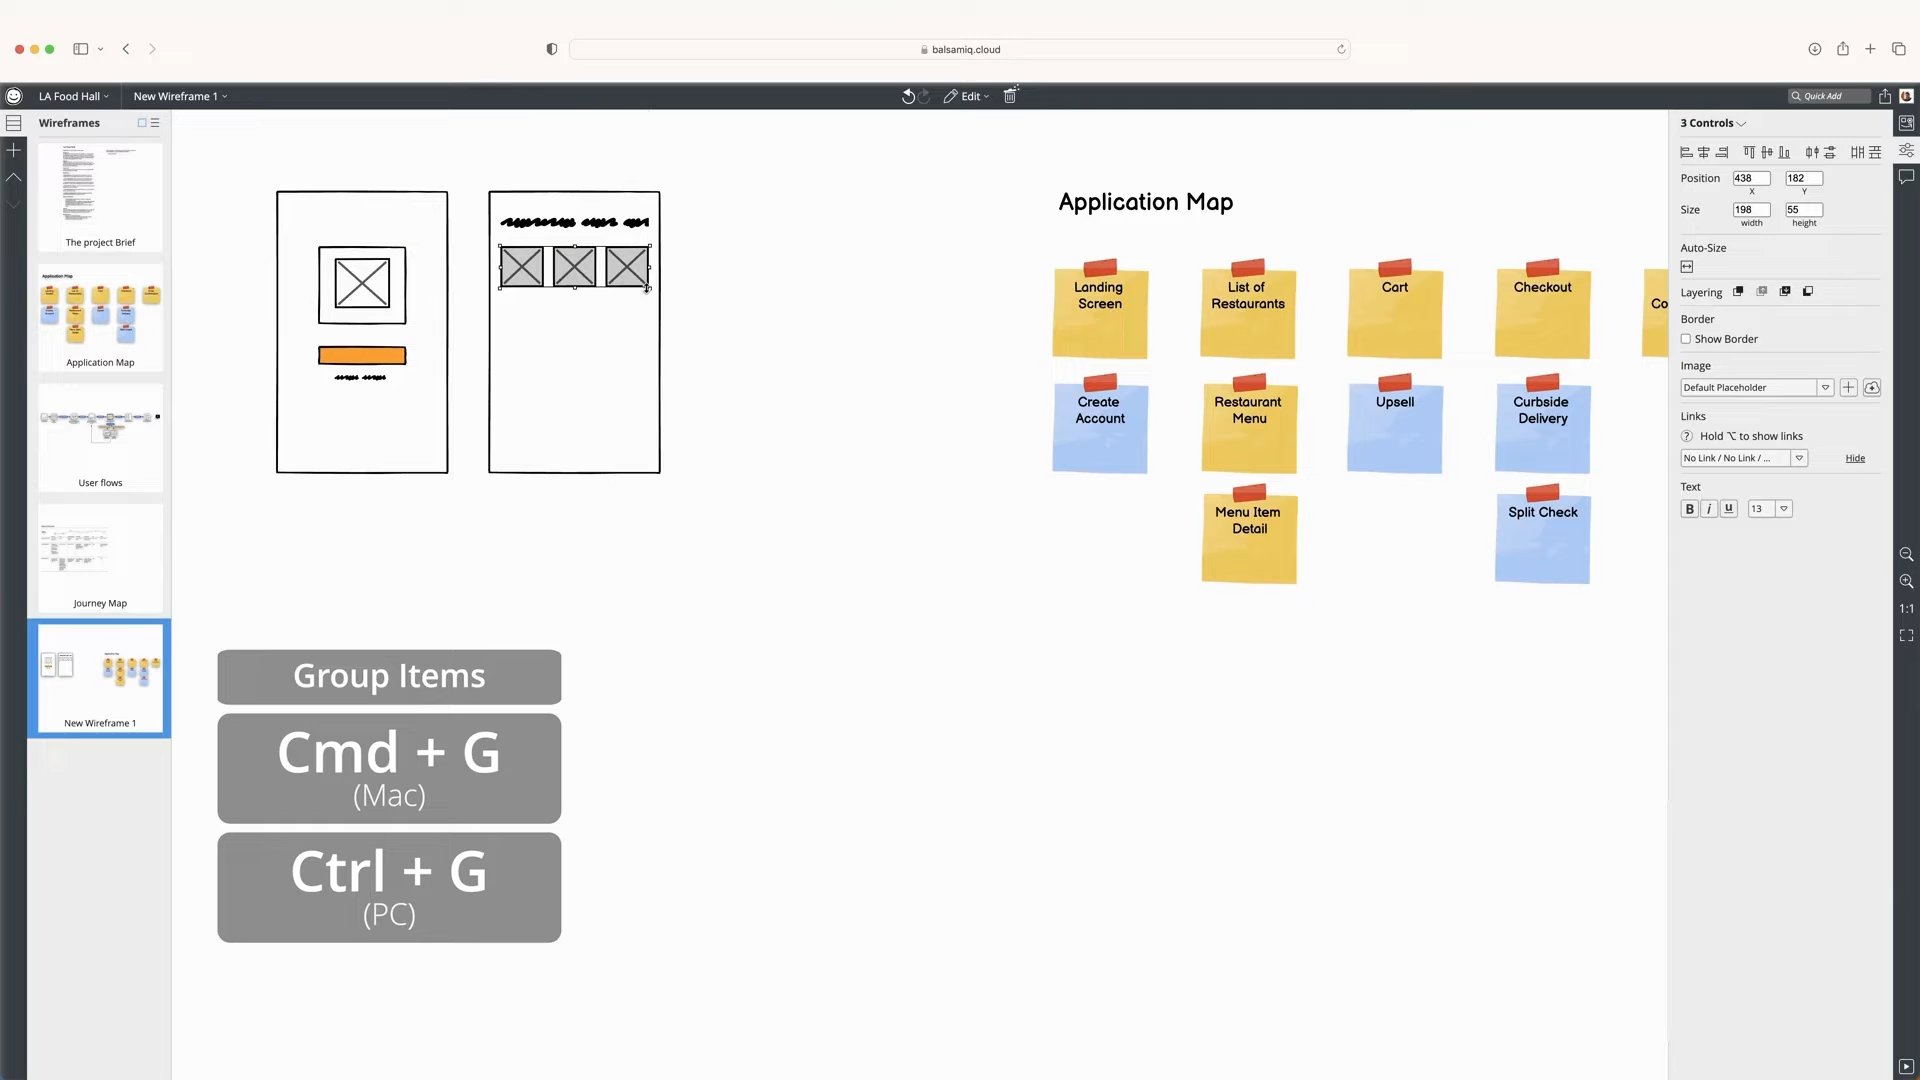 balsamiq.cloud
LA Food Hall
New Wireframe 1
Edit
Quick Add
Wireframes
The project Brief
Application Map
Application Map
User flows
Journey Map
New Wireframe 1
Application Map
Landing
Screen
List of
Restaurants
Cart
Checkout
Co
Create
Account
Restaurant
Menu
Upsell
Curbside
Delivery
Menu Item
Detail
Split Check
Group Items
Cmd + G
(Mac)
Ctrl + G
(PC)
3 Controls
Position
438
182
X
Y
Size
198
55
width
height
Auto-Size
Layering
Border
Show Border
Image
Default Placeholder
Links
? Hold ⌥ to show links
No Link / No Link / ...
Hide
Text
B i u 13
1:1